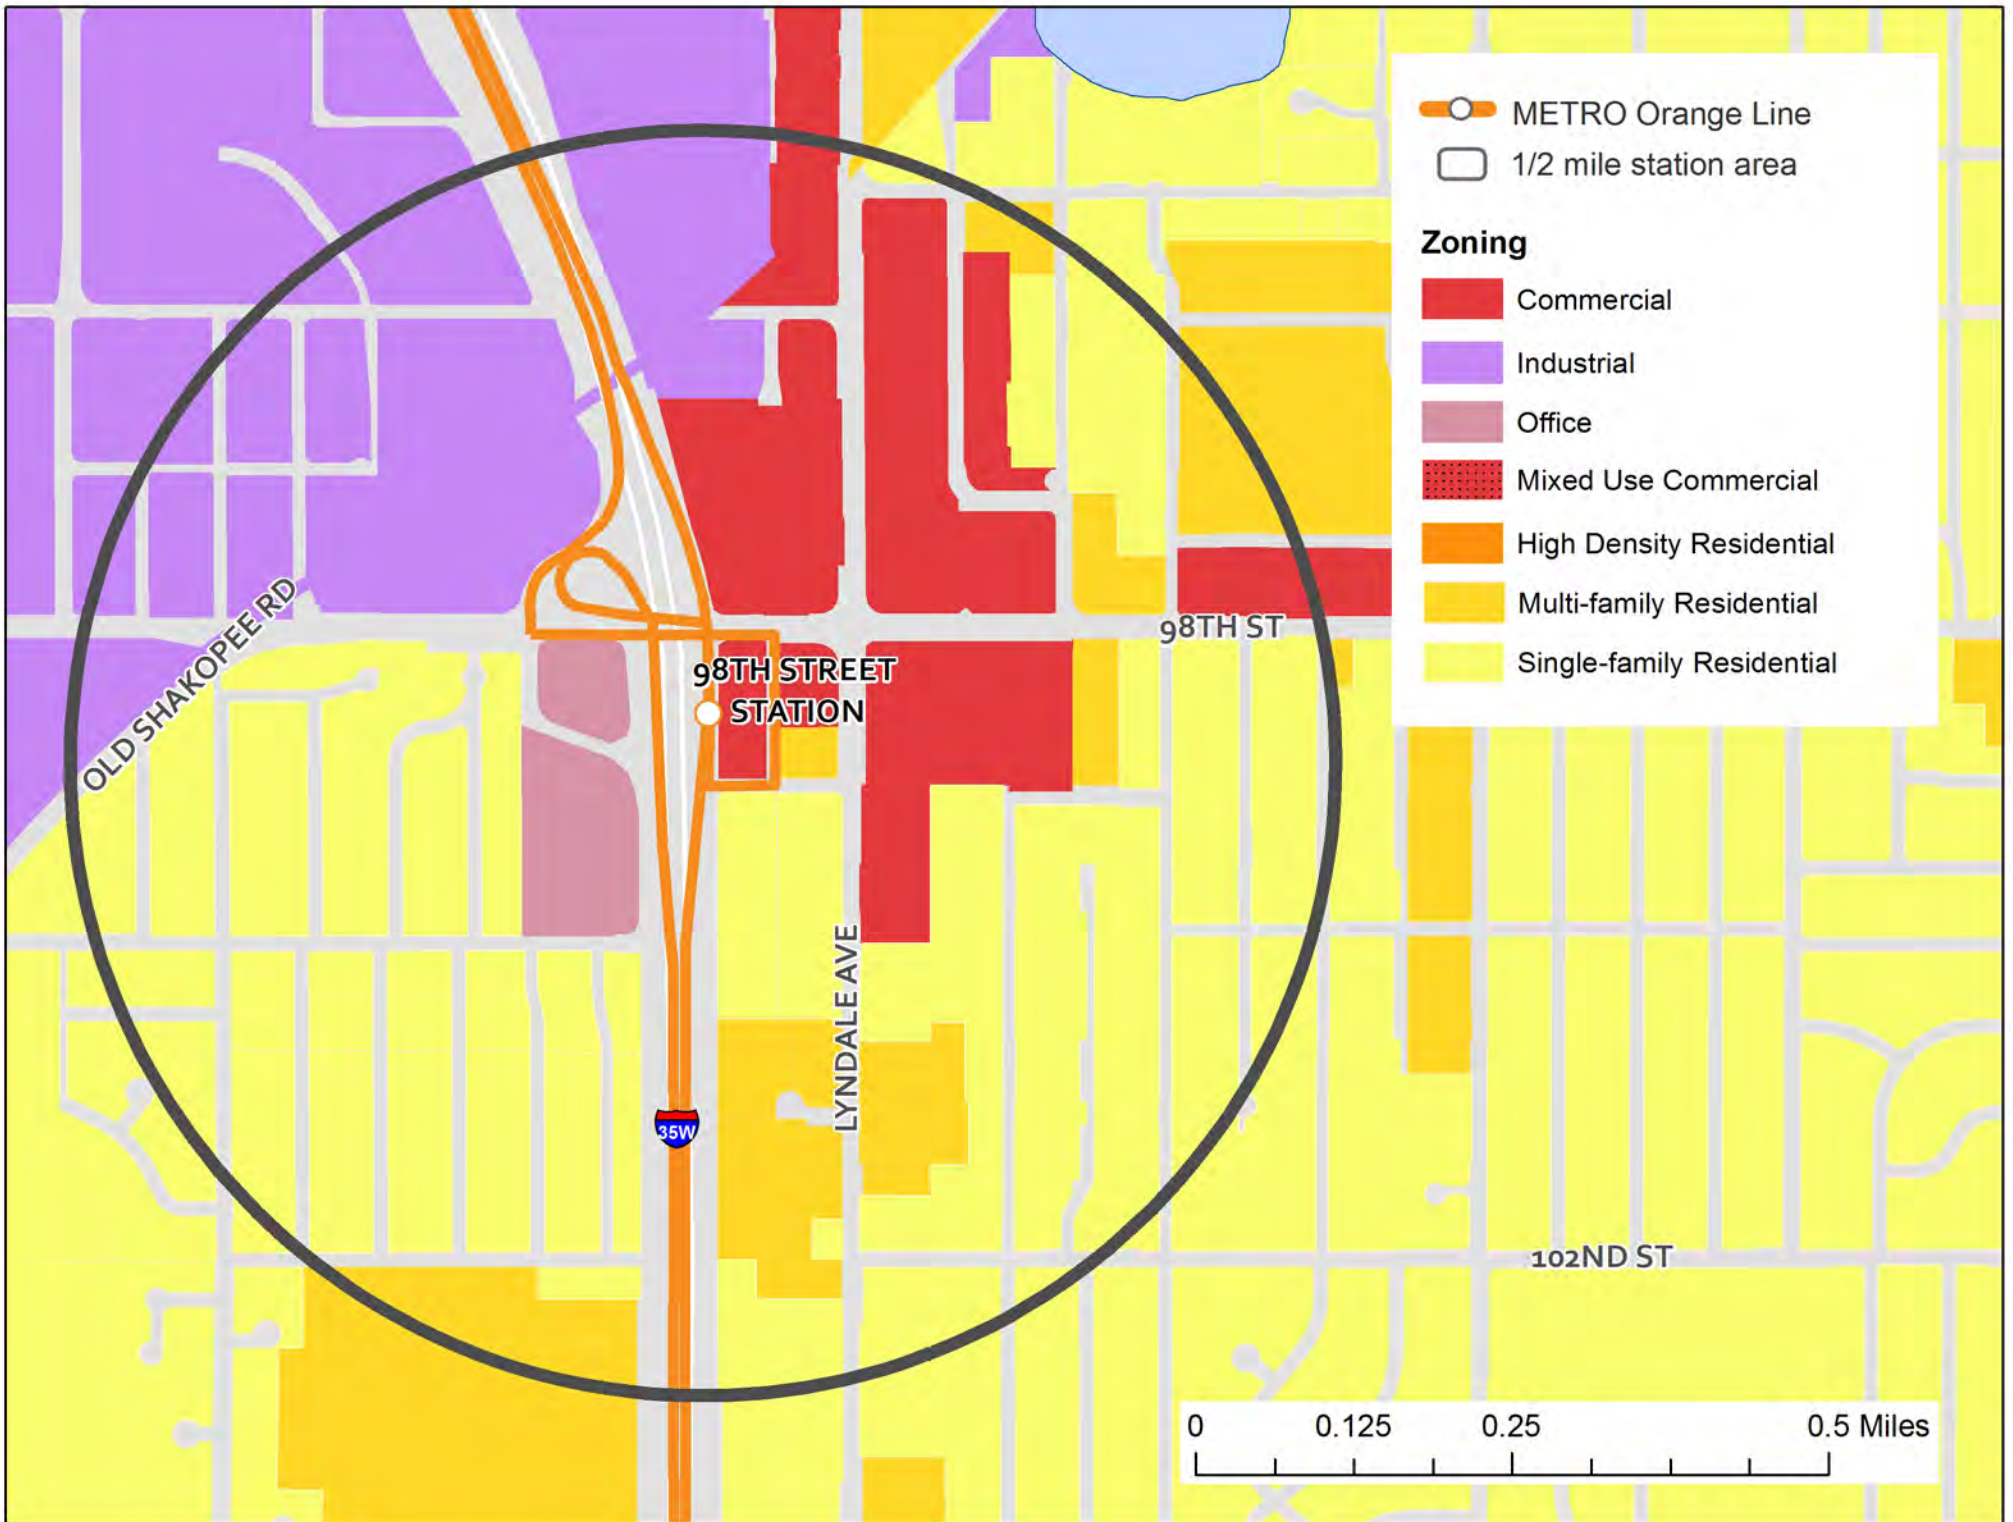 METRO Orange Line
1/2 mile station area
Zoning
Commercial
Industrial
Office
Mixed Use Commercial
High Density Residential
Multi-family Residential
Single-family Residential
OLD SHAKOPEE RD
98TH ST
98TH STREET
STATION
LYNDALE AVE
35W
102ND ST
0 0.125 0.25 0.5 Miles